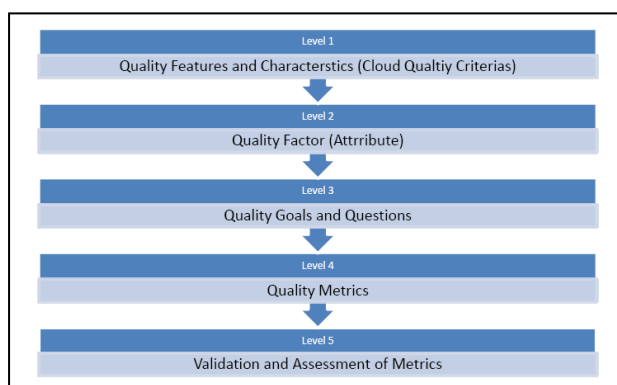 Level 1
Quality Features and Characterstics (Cloud Qualtiy Criterias)
Level 2
Quality Factor (Attrribute)
Level 3
Quality Goals and Questions
Level 4
Quality Metrics
Level 5
Validation and Assessment of Metrics